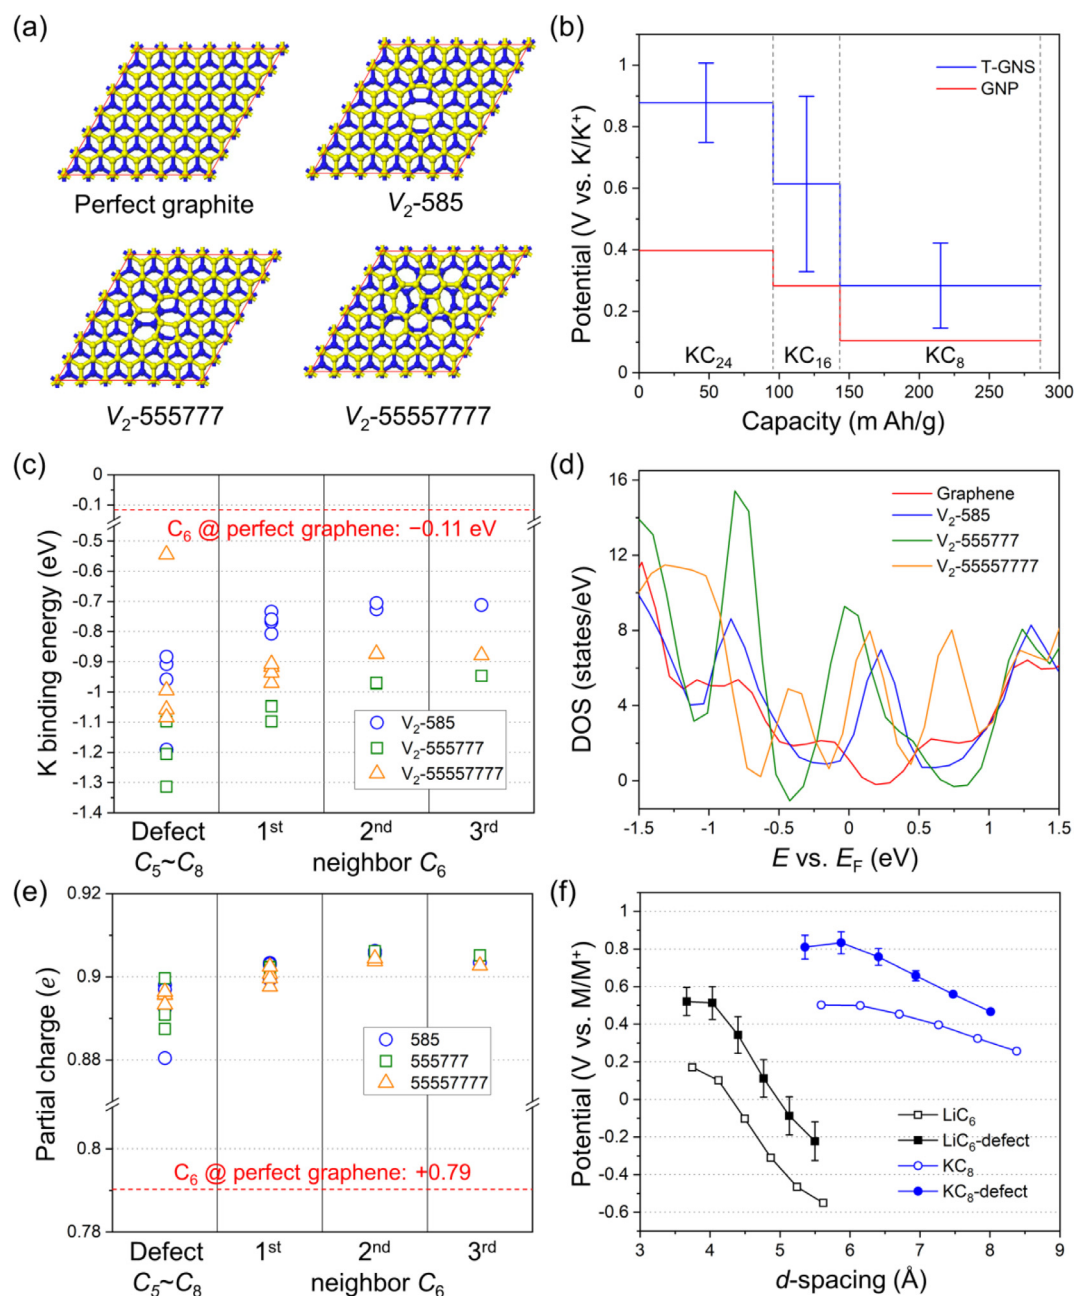 (a)
Perfect graphite
V₂-585
V₂-555777
V₂-55557777
(b)
Potential (V vs. K/K⁺)
1
0.8
0.6
0.4
0.2
0
T-GNS
GNP
KC₂₄
KC₁₆
KC₈
0 50 100 150 200 250 300
Capacity (m Ah/g)
(c)
K binding energy (eV)
0
-0.1
-0.5
-0.6
-0.7
-0.8
-0.9
-1
-1.1
-1.2
-1.3
-1.4
C₆ @ perfect graphene: −0.11 eV
V₂-585
V₂-555777
V₂-55557777
Defect 1ˢᵗ 2ⁿᵈ 3ʳᵈ
C₅~C₈ neighbor C₆
(d)
DOS (states/eV)
16
12
8
4
0
Graphene
V₂-585
V₂-555777
V₂-55557777
-1.5 -1 -0.5 0 0.5 1 1.5
E vs. E_F (eV)
(e)
Partial charge (e)
0.92
0.90
0.88
0.8
0.78
585
555777
55557777
C₆ @ perfect graphene: +0.79
Defect 1ˢᵗ 2ⁿᵈ 3ʳᵈ
C₅~C₈ neighbor C₆
(f)
Potential (V vs. M/M⁺)
1
0.8
0.6
0.4
0.2
0
-0.2
-0.4
-0.6
LiC₆
LiC₆-defect
KC₈
KC₈-defect
3 4 5 6 7 8 9
d-spacing (Å)